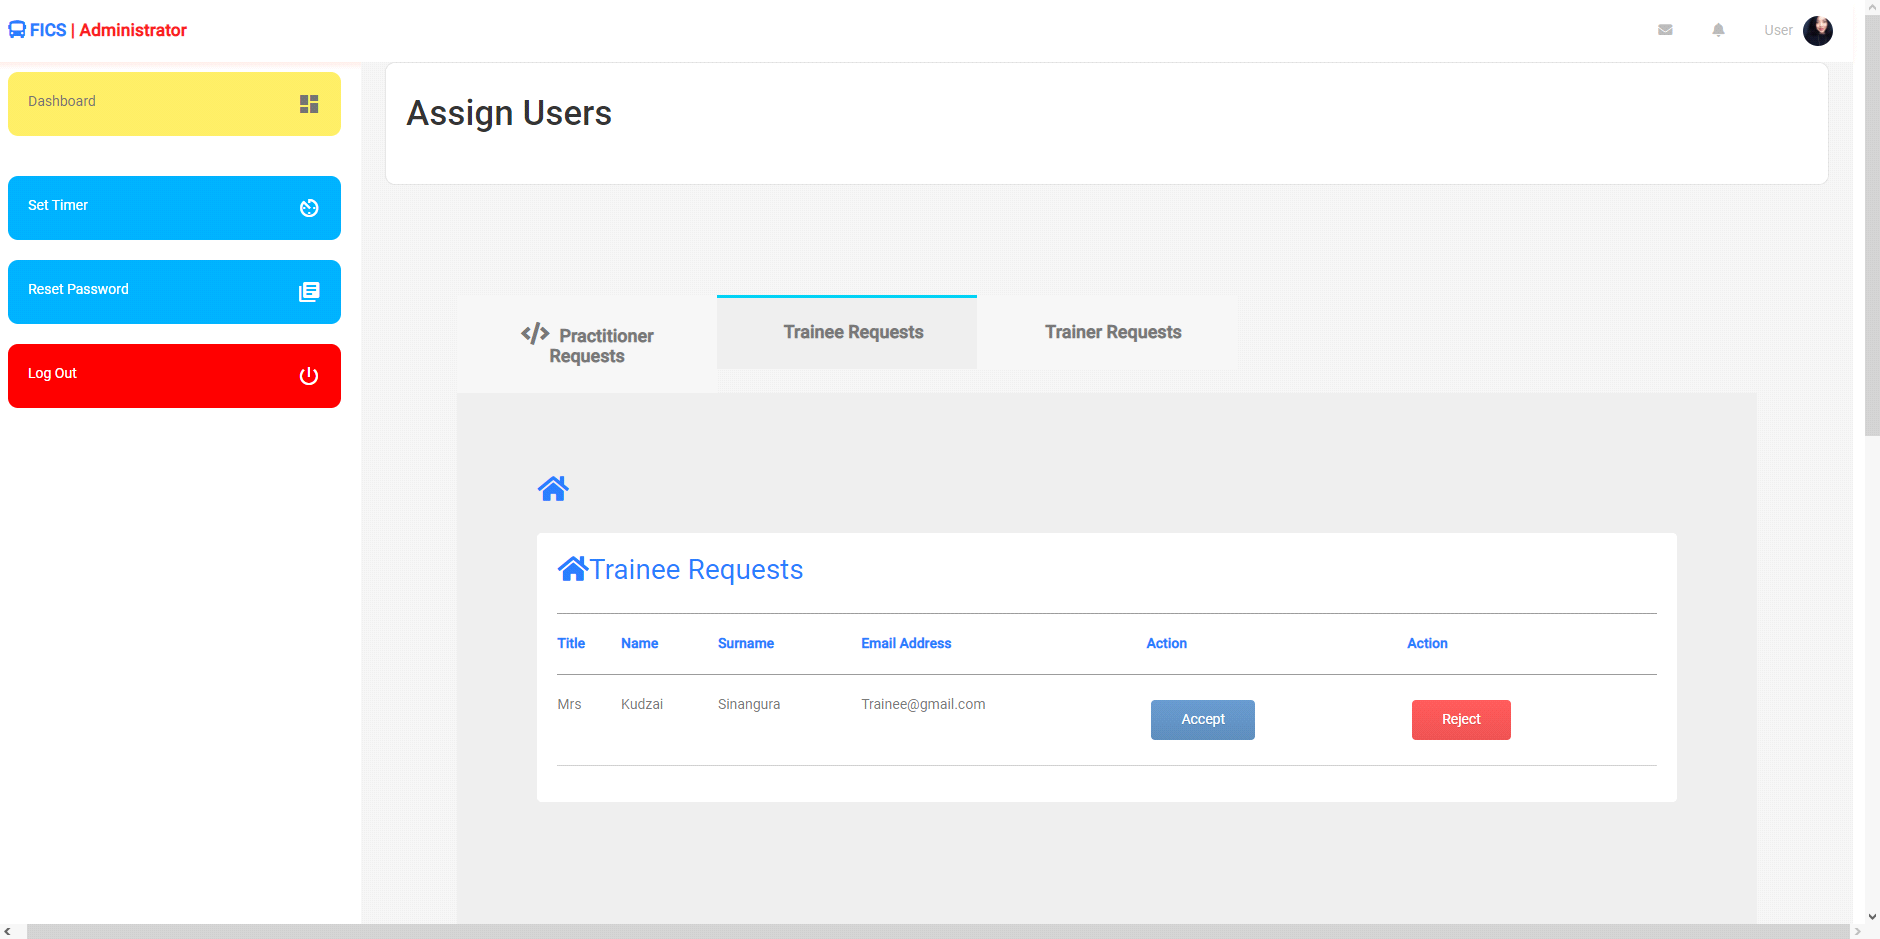 FICS | Administrator
User
Dashboard
Set Timer
Reset Password
Log Out
Assign Users
Practitioner
Requests
Trainee Requests
Trainer Requests
Trainee Requests
Title Name Surname Email Address Action Action
Mrs Kudzai Sinangura Trainee@gmail.com Accept Reject